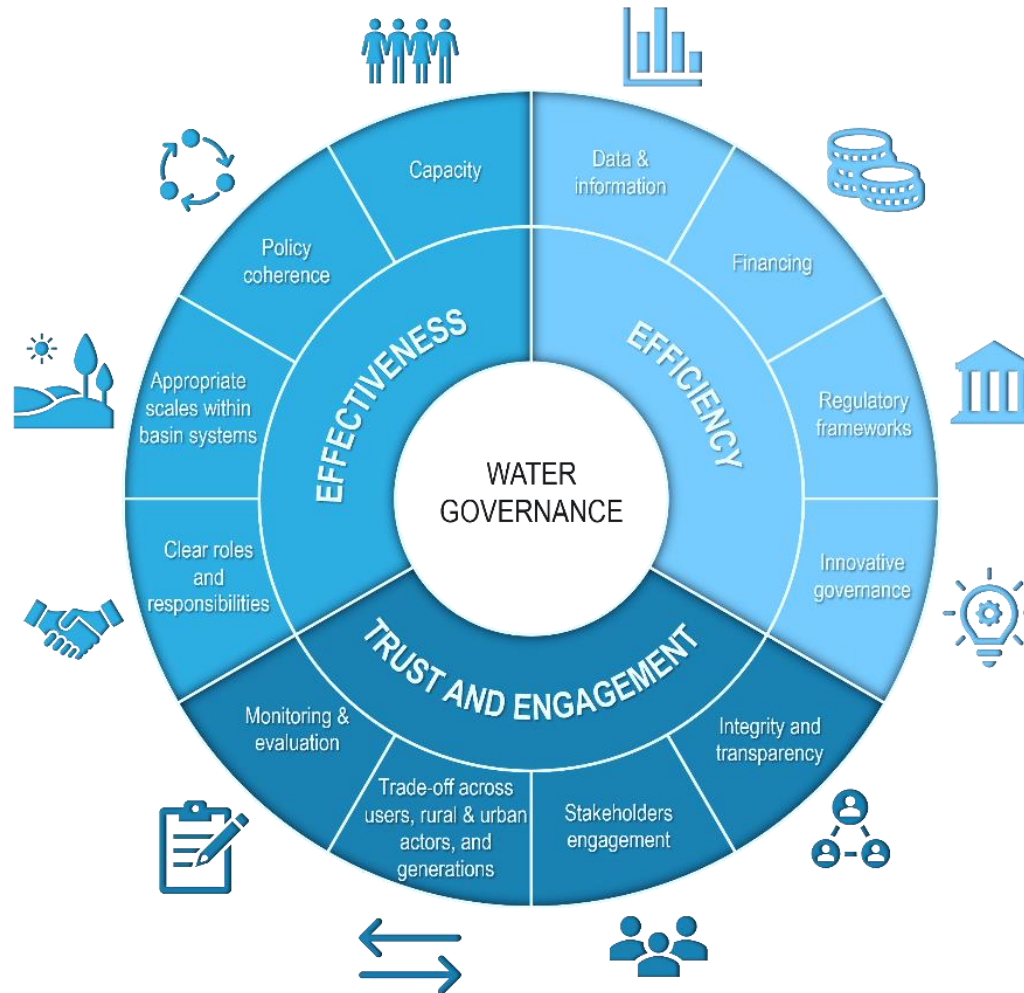 WATER
GOVERNANCE
EFFECTIVENESS
Capacity
Policy
coherence
Appropriate
scales within
basin systems
Clear roles
and
responsibilities
EFFICIENCY
Data &
information
Financing
Regulatory
frameworks
Innovative
governance
TRUST AND ENGAGEMENT
Integrity and
transparency
Stakeholders
engagement
Trade-off across
users, rural & urban
actors, and
generations
Monitoring &
evaluation